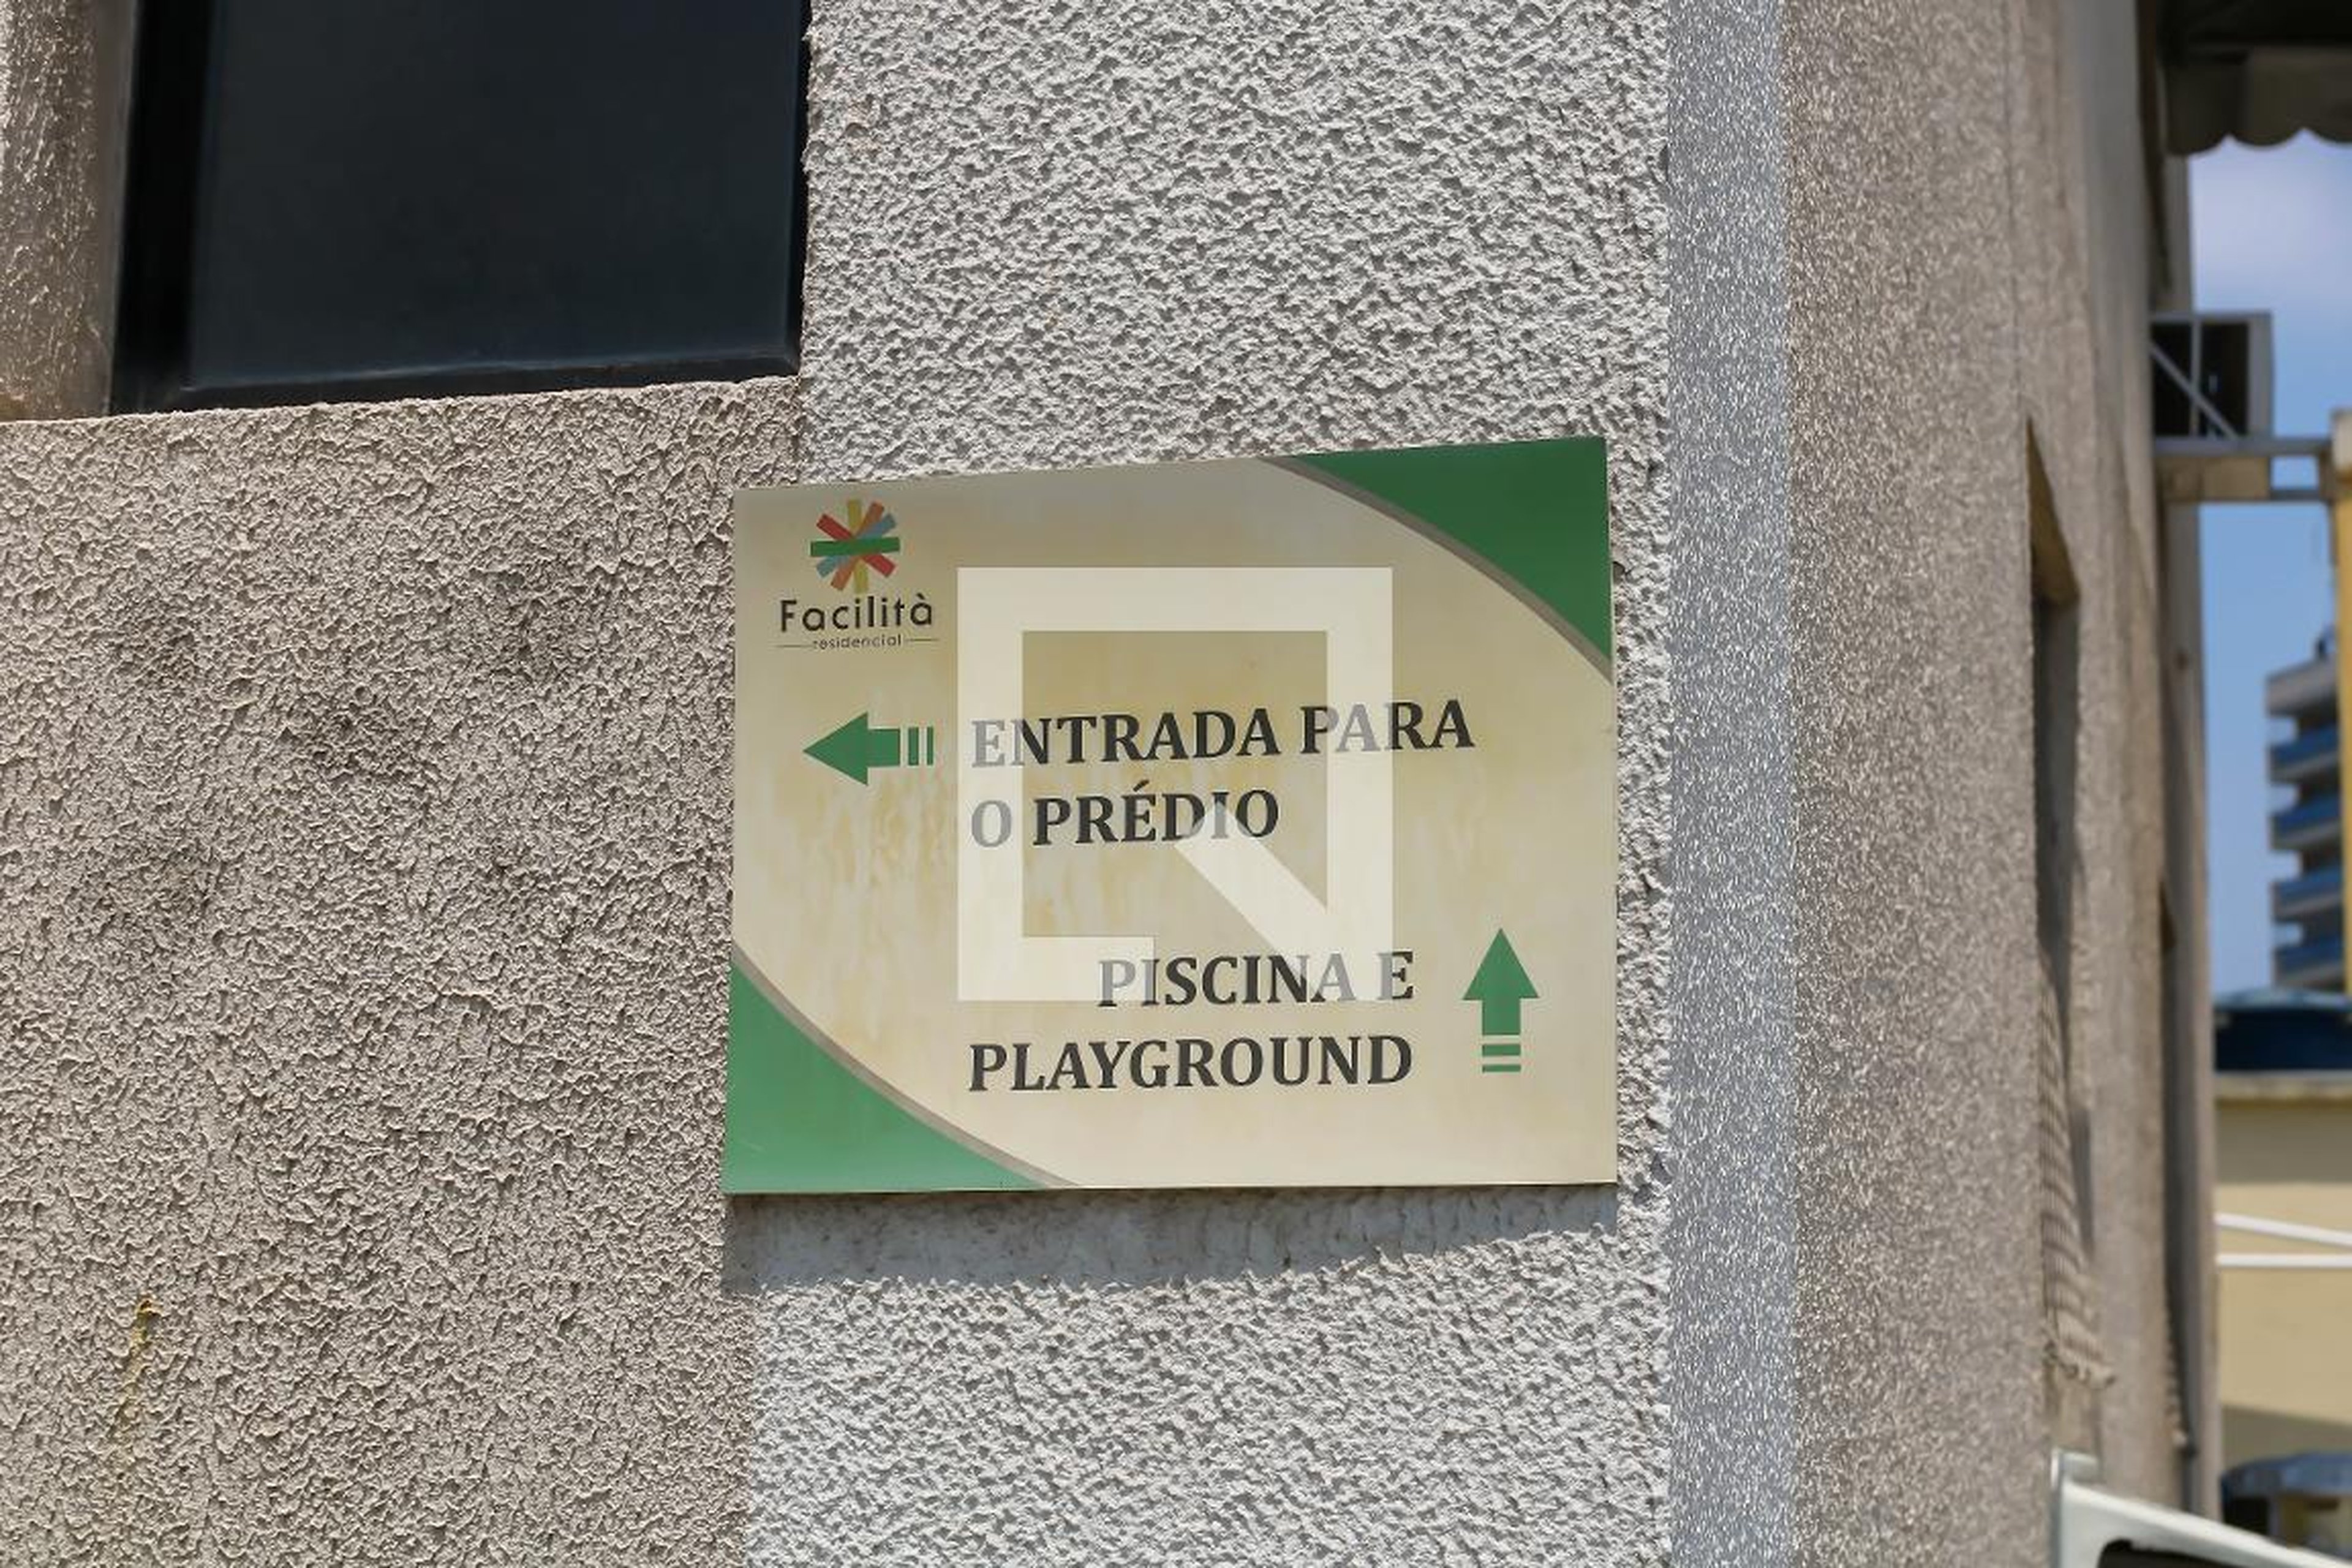 Facilità
residencial
ENTRADA PARA
O PRÉDIO
PISCINA E
PLAYGROUND